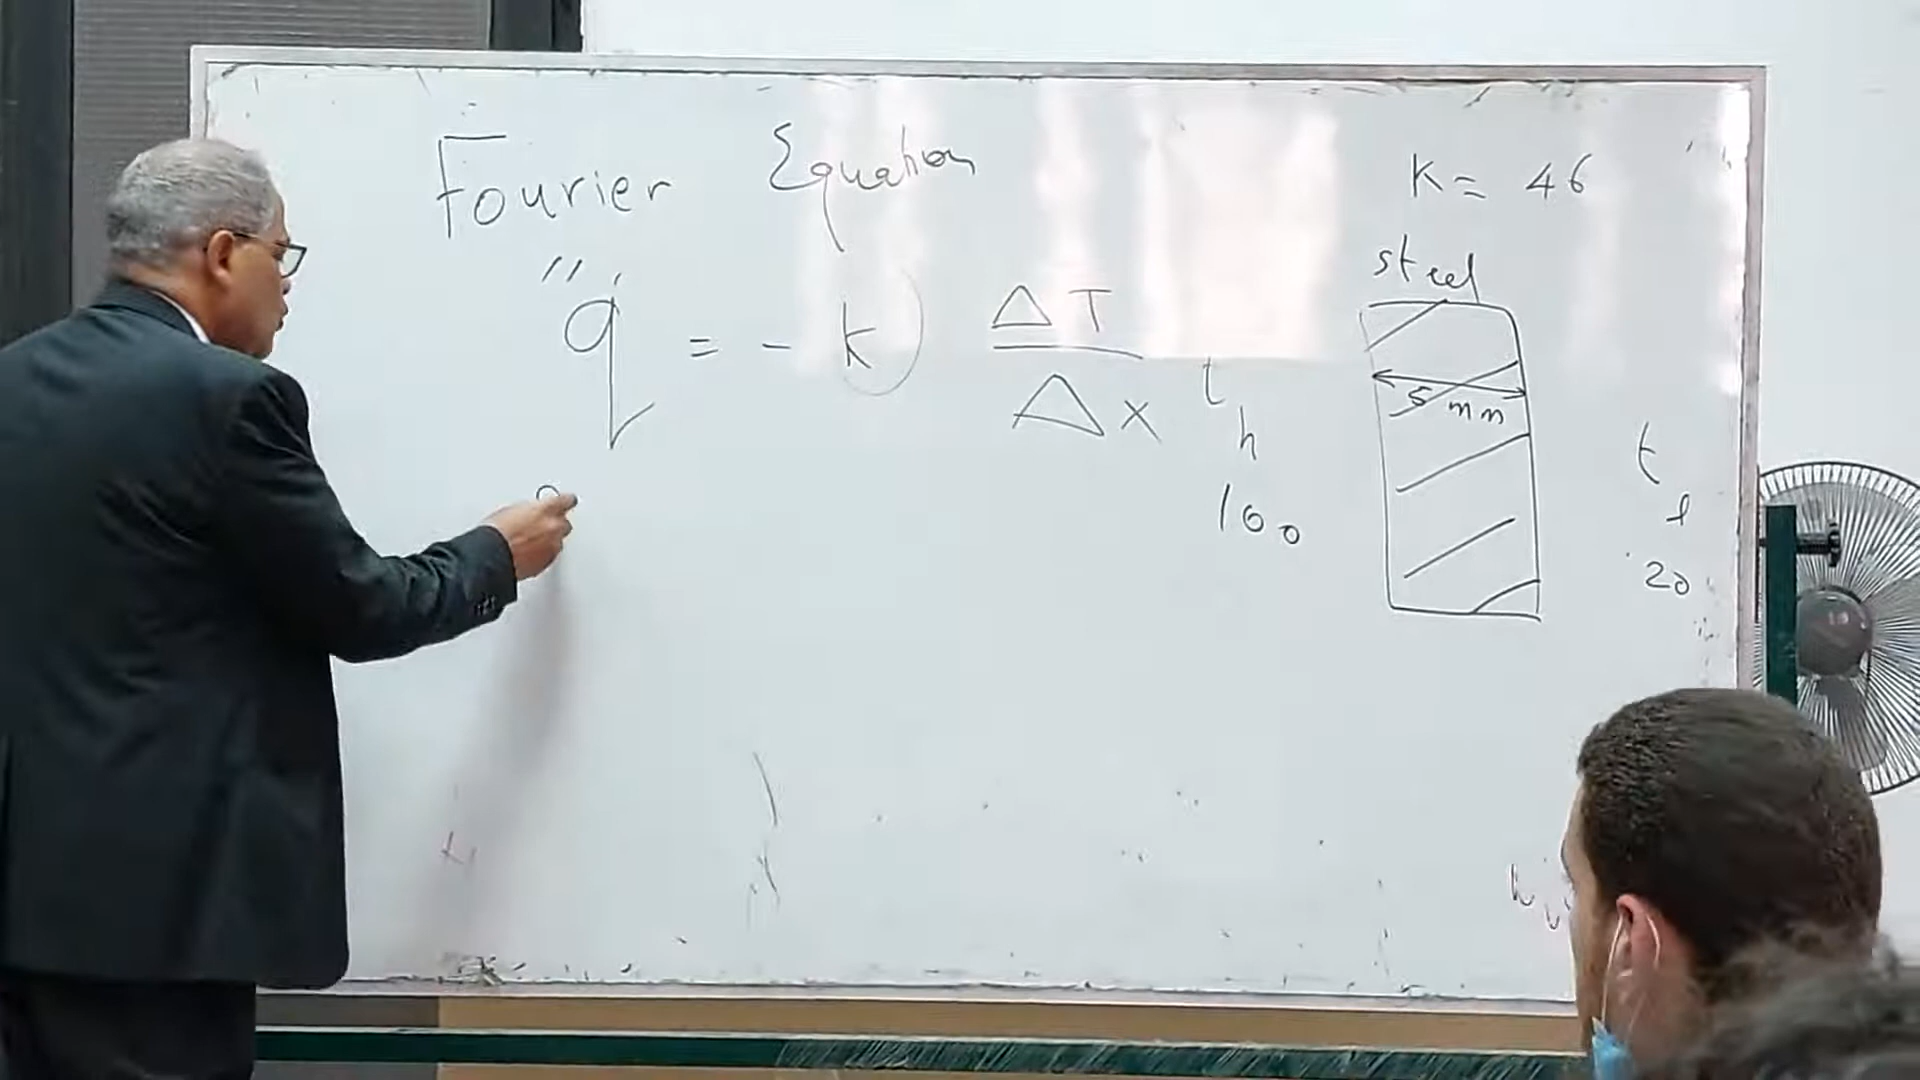 Fourier Equation
K = 46
steel
"q = - k ΔT / Δx
5 mm
t h
100
t l
20